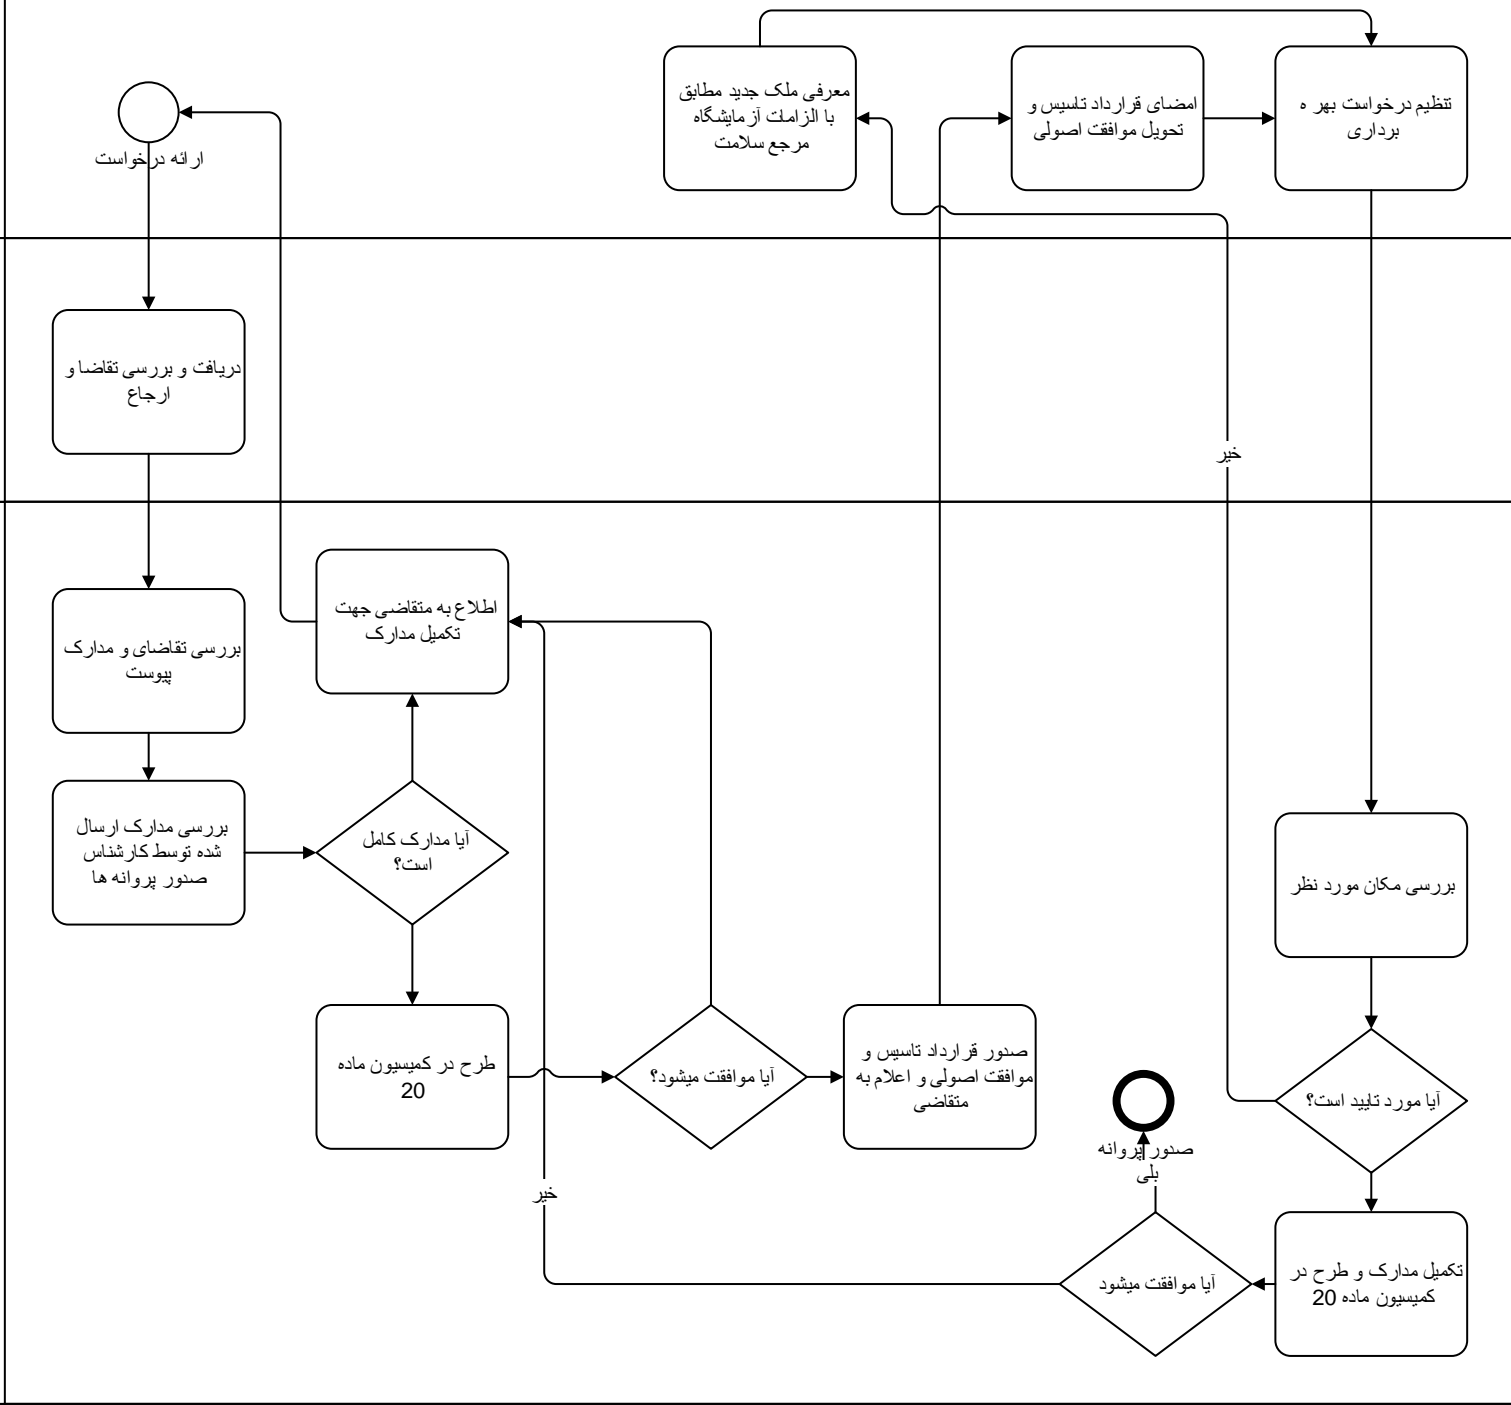 معرفی ملک جدید مطابق
با الزامات آزمایشگاه
مرجع سلامت
امضای قرارداد تاسیس و
تحویل موافقت اصولی
تنظیم درخواست بهر ه
برداری
ارائه درخواست
دریافت و بررسی تقاضا و
ارجاع
خیر
اطلاع به متقاضی جهت
تکمیل مدارک
بررسی تقاضای و مدارک
پیوست
بررسی مدارک ارسال
شده توسط کارشناس
صدور پروانه ها
آیا مدارک کامل
است؟
بررسی مکان مورد نظر
طرح در کمیسیون ماده
20
آیا موافقت میشود؟
صدور قرارداد تاسیس و
موافقت اصولی و اعلام به
متقاضی
آیا مورد تایید است؟
صدور پروانه
بلی
خیر
آیا موافقت میشود
تکمیل مدارک و طرح در
کمیسیون ماده 20